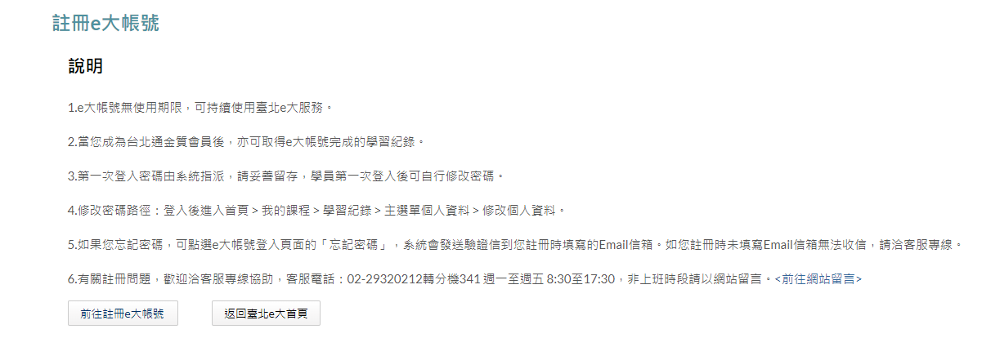 註冊e大帳號
說明
1.e大帳號無使用期限，可持續使用臺北e大服務。
2.當您成為台北通金質會員後，亦可取得e大帳號完成的學習紀錄。
3.第一次登入密碼由系統指派，請妥善留存，學員第一次登入後可自行修改密碼。
4.修改密碼路徑：登入後進入首頁 > 我的課程 > 學習紀錄 > 主選單個人資料 > 修改個人資料。
5.如果您忘記密碼，可點選e大帳號登入頁面的「忘記密碼」，系統會發送驗證信到您註冊時填寫的Email信箱。如您註冊時未填寫Email信箱無法收信，請洽客服專線。
6.有關註冊問題，歡迎洽客服專線協助，客服電話：02-29320212轉分機341 週一至週五 8:30至17:30，非上班時段請以網站留言。<前往網站留言>
前往註冊e大帳號 返回臺北e大首頁